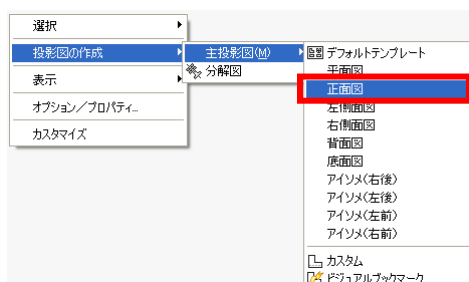 選択
投影図の作成
表示
オプション／プロパティ...
カスタマイズ
主投影図(M)
分解図
デフォルトテンプレート
平面図
正面図
左側面図
右側面図
背面図
底面図
アイソメ(右後)
アイソメ(左後)
アイソメ(左前)
アイソメ(右前)
カスタム
ビジュアルブックマーク